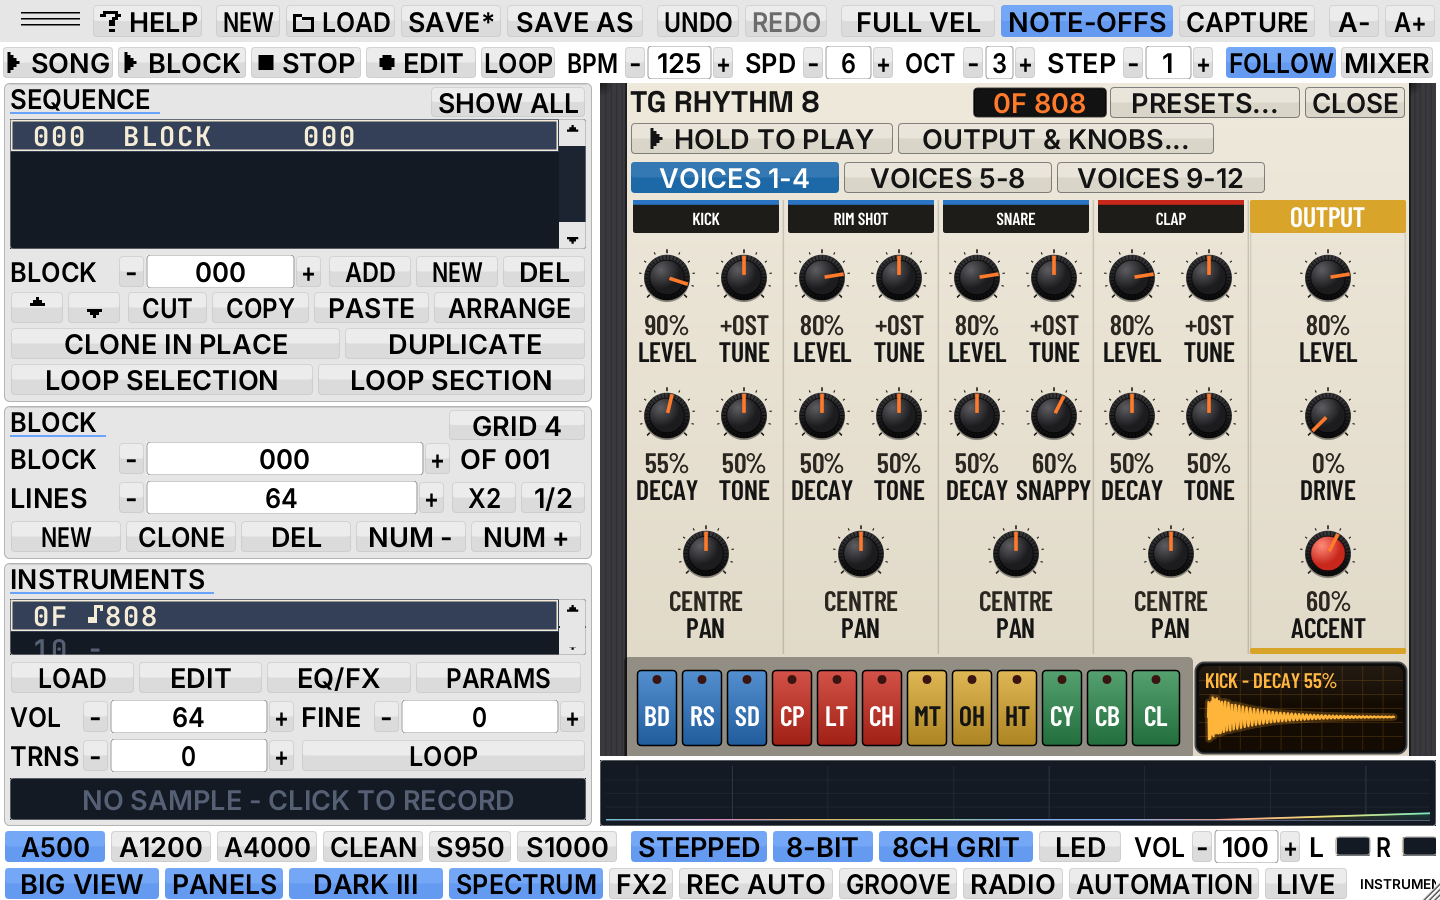 HELP NEW LOAD SAVE* SAVE AS UNDO REDO FULL VEL NOTE-OFFS CAPTURE A- A+
SONG BLOCK STOP EDIT LOOP BPM - 125 + SPD - 6 + OCT - 3 + STEP - 1 + FOLLOW MIXER
SEQUENCE SHOW ALL
000 BLOCK 000
BLOCK - 000 + ADD NEW DEL
CUT COPY PASTE ARRANGE
CLONE IN PLACE DUPLICATE
LOOP SELECTION LOOP SECTION
BLOCK GRID 4
BLOCK - 000 + OF 001
LINES - 64 + X2 1/2
NEW CLONE DEL NUM - NUM +
INSTRUMENTS
0F 808
10 -
LOAD EDIT EQ/FX PARAMS
VOL - 64 + FINE - 0 +
TRNS - 0 + LOOP
NO SAMPLE - CLICK TO RECORD
TG RHYTHM 8 0F 808 PRESETS... CLOSE
HOLD TO PLAY OUTPUT & KNOBS...
VOICES 1-4 VOICES 5-8 VOICES 9-12
KICK RIM SHOT SNARE CLAP OUTPUT
90% +0ST 80% +0ST 80% +0ST 80% +0ST 80%
LEVEL TUNE LEVEL TUNE LEVEL TUNE LEVEL TUNE LEVEL
55% 50% 50% 50% 50% 60% 50% 50% 0%
DECAY TONE DECAY TONE DECAY SNAPPY DECAY TONE DRIVE
CENTRE CENTRE CENTRE CENTRE 60%
PAN PAN PAN PAN ACCENT
BD RS SD CP LT CH MT OH HT CY CB CL
KICK - DECAY 55%
A500 A1200 A4000 CLEAN S950 S1000 STEPPED 8-BIT 8CH GRIT LED VOL - 100 + L R
BIG VIEW PANELS DARK III SPECTRUM FX2 REC AUTO GROOVE RADIO AUTOMATION LIVE